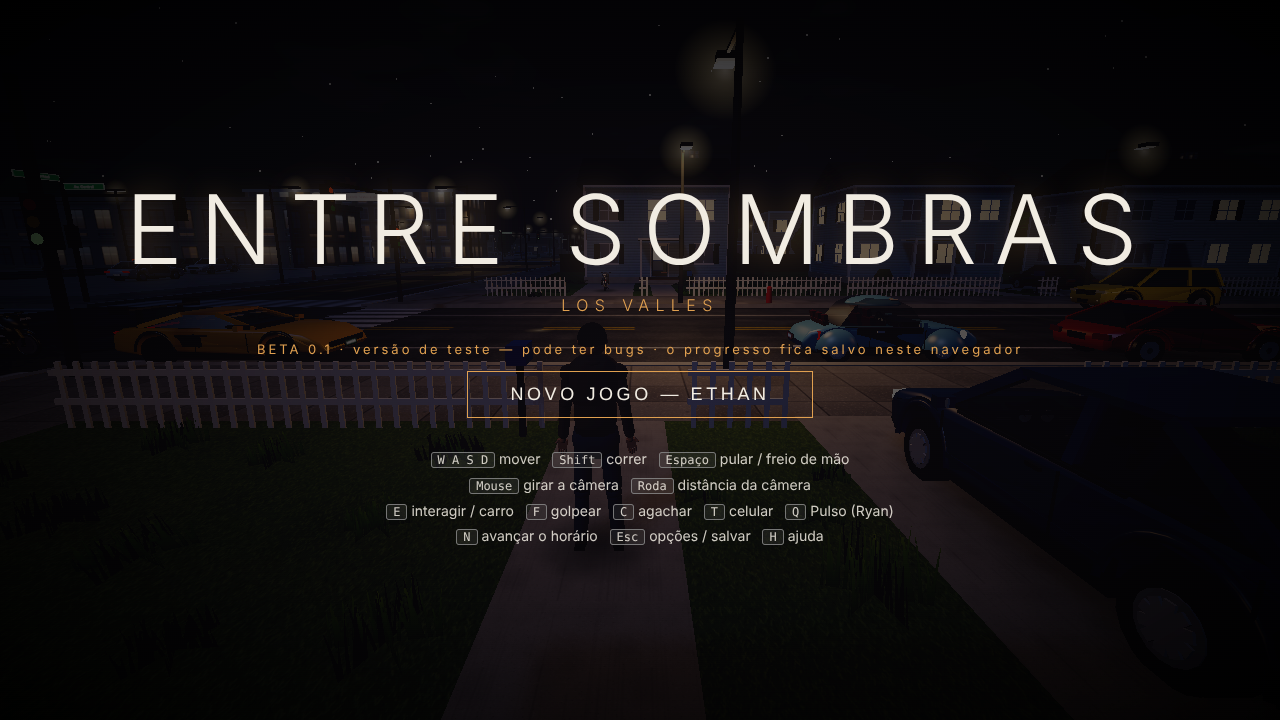 ENTRE SOMBRAS
LOS VALLES
BETA 0.1 · versão de teste — pode ter bugs · o progresso fica salvo neste navegador
NOVO JOGO — ETHAN
W A S D mover Shift correr Espaço pular / freio de mão
Mouse girar a câmera Roda distância da câmera
E interagir / carro F golpear C agachar T celular Q Pulso (Ryan)
N avançar o horário Esc opções / salvar H ajuda